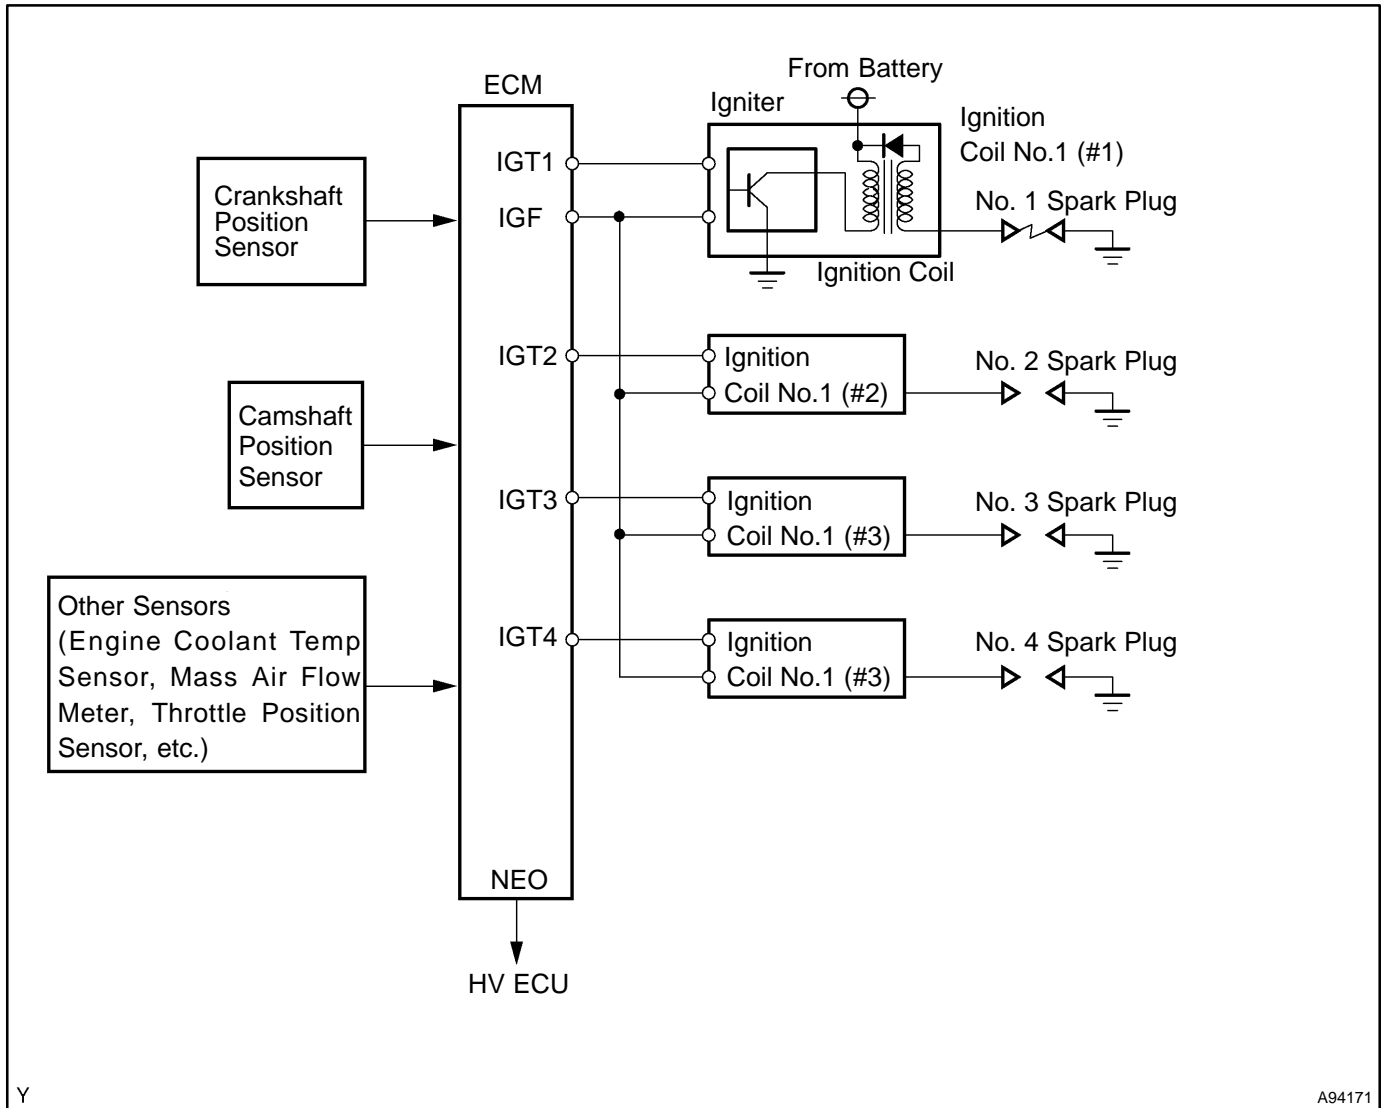 From Battery
ECM
Igniter
Ignition
Coil No.1 (#1)
IGT1
Crankshaft
Position
Sensor
IGF
No. 1 Spark Plug
Ignition Coil
IGT2
Ignition
Coil No.1 (#2)
No. 2 Spark Plug
Camshaft
Position
Sensor
IGT3
Ignition
Coil No.1 (#3)
No. 3 Spark Plug
Other Sensors
(Engine Coolant Temp
Sensor, Mass Air Flow
Meter, Throttle Position
Sensor, etc.)
IGT4
Ignition
Coil No.1 (#3)
No. 4 Spark Plug
NEO
HV ECU
Y
A94171